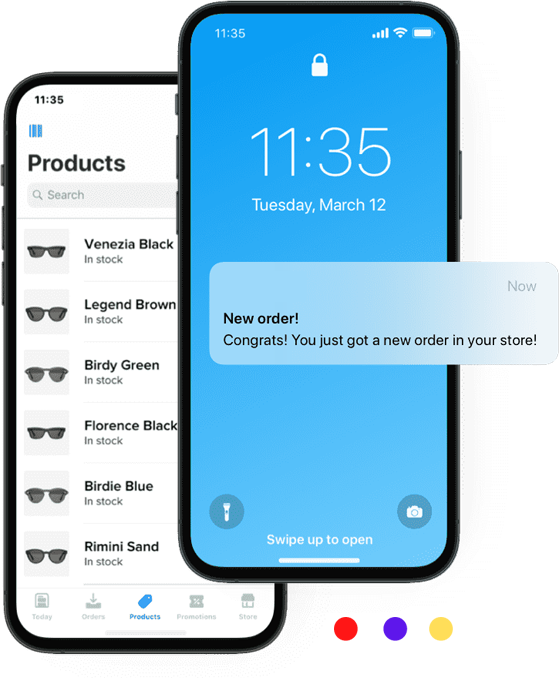 11:35
Products
Search
Venezia Black
In stock
Legend Brown
In stock
Birdy Green
In stock
Florence Black
In stock
Birdie Blue
In stock
Rimini Sand
In stock
Today Orders Products Promotions Store
11:35
11:35
Tuesday, March 12
Now
New order!
Congrats! You just got a new order in your store!
Swipe up to open